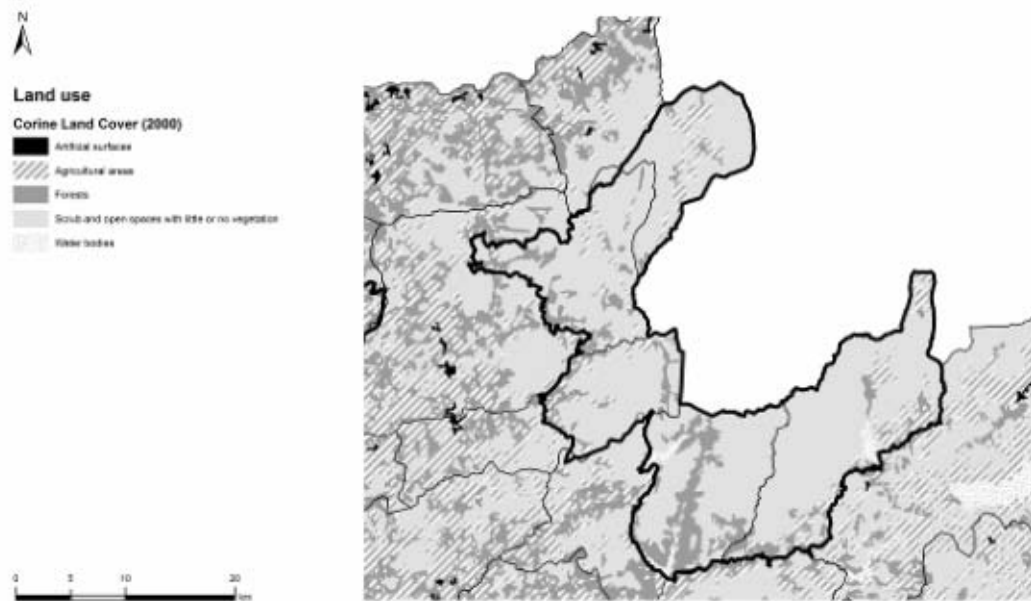 N
Land use
Corine Land Cover (2000)
Artificial surfaces
Agricultural areas
Forests
Scrub and open spaces with little or no vegetation
Water bodies
0 5 10 20
km